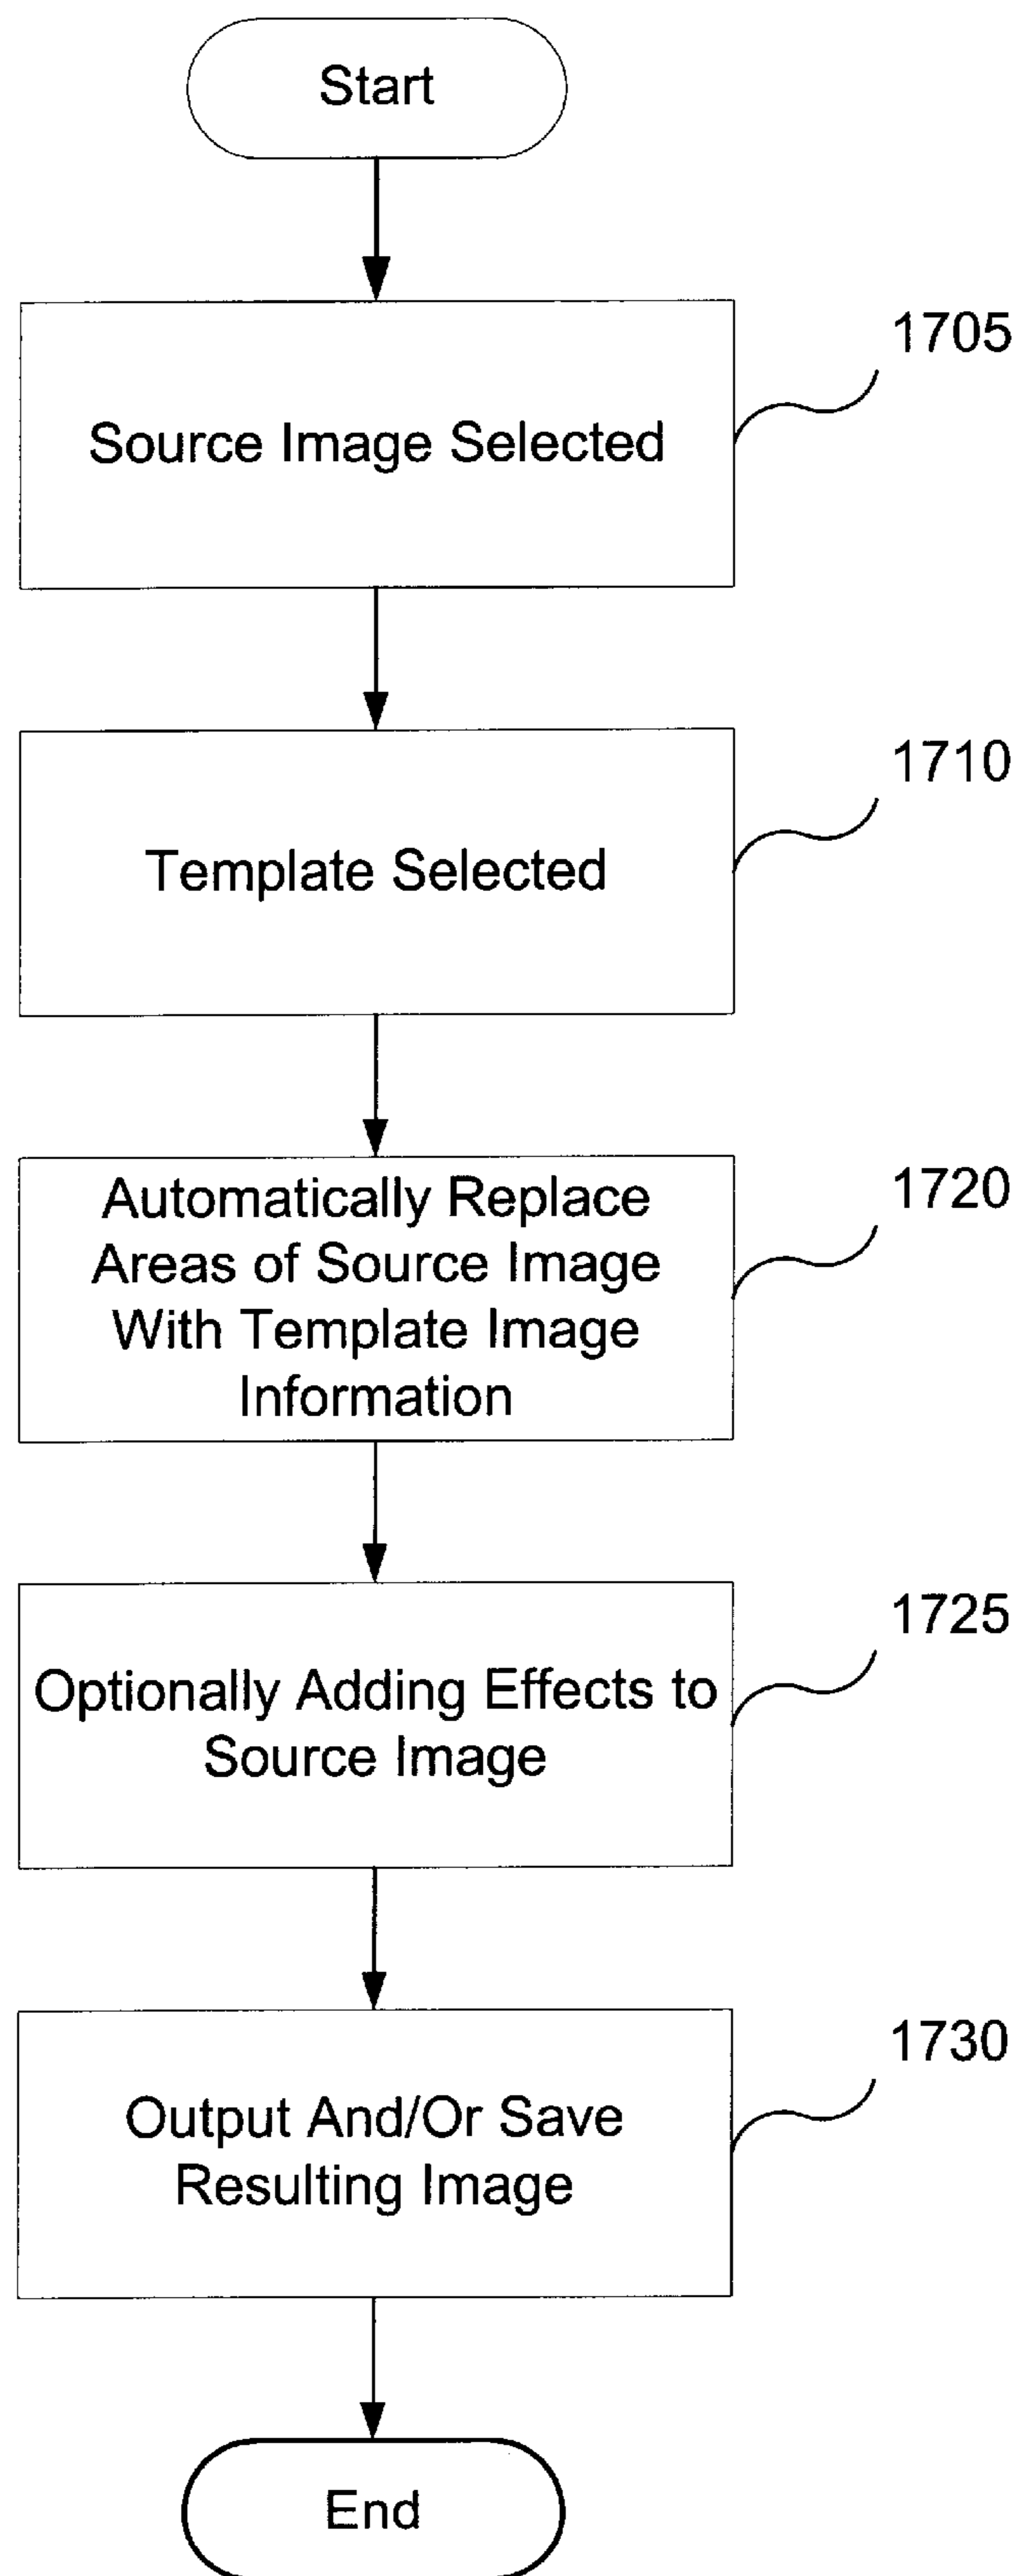 Start
1705
Source Image Selected
1710
Template Selected
1720
Automatically Replace
Areas of Source Image
With Template Image
Information
1725
Optionally Adding Effects to
Source Image
1730
Output And/Or Save
Resulting Image
End